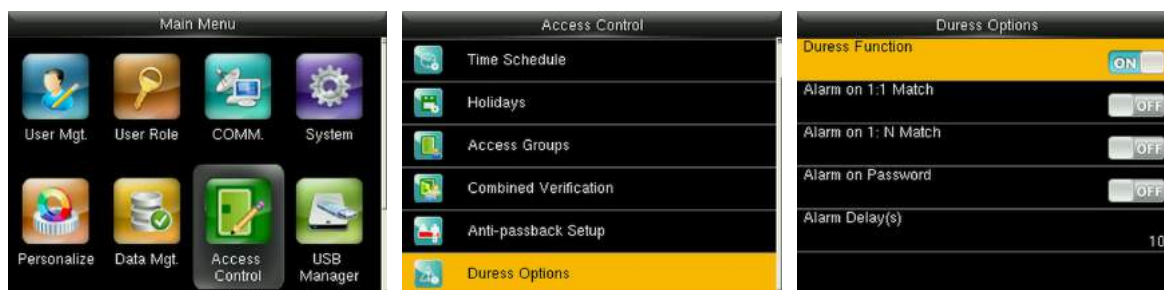 Main Menu
User Mgt.
User Role
COMM.
System
Personalize
Data Mgt.
Access
Control
USB
Manager
Access Control
Time Schedule
Holidays
Access Groups
Combined Verification
Anti-passback Setup
Duress Options
Duress Options
Duress Function
ON
Alarm on 1:1 Match
OFF
Alarm on 1: N Match
OFF
Alarm on Password
OFF
Alarm Delay(s)
10